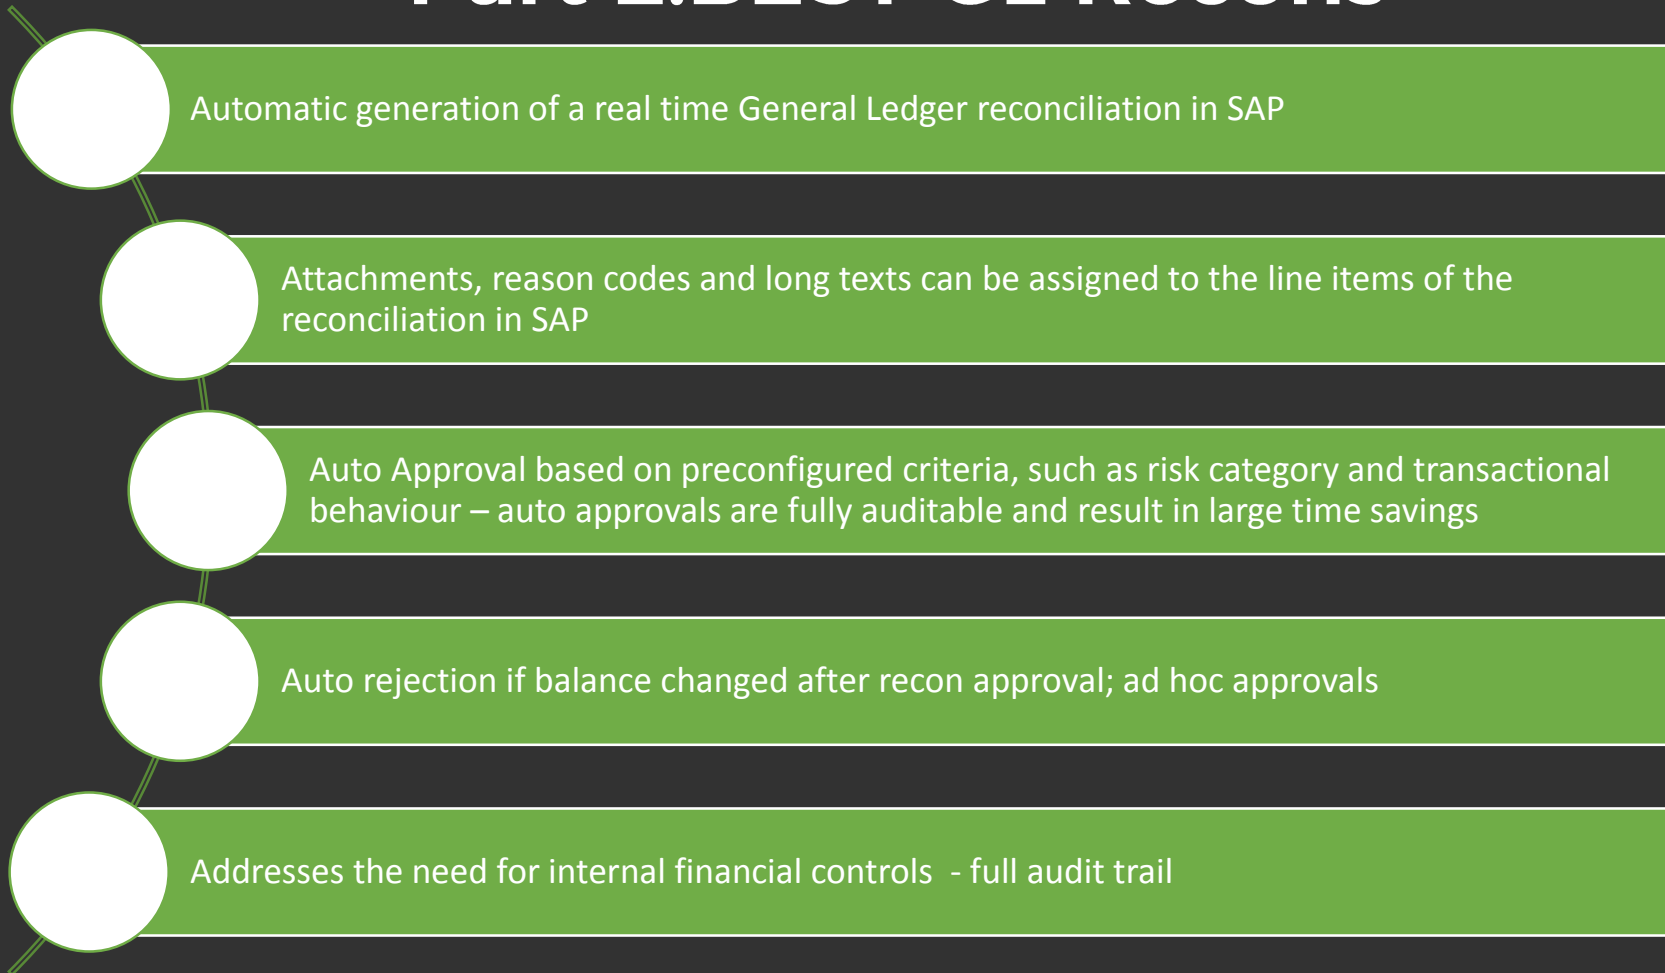 Automatic generation of a real time General Ledger reconciliation in SAP
Attachments, reason codes and long texts can be assigned to the line items of the
reconciliation in SAP
Auto Approval based on preconfigured criteria, such as risk category and transactional
behaviour – auto approvals are fully auditable and result in large time savings
Auto rejection if balance changed after recon approval; ad hoc approvals
Addresses the need for internal financial controls  - full audit trail